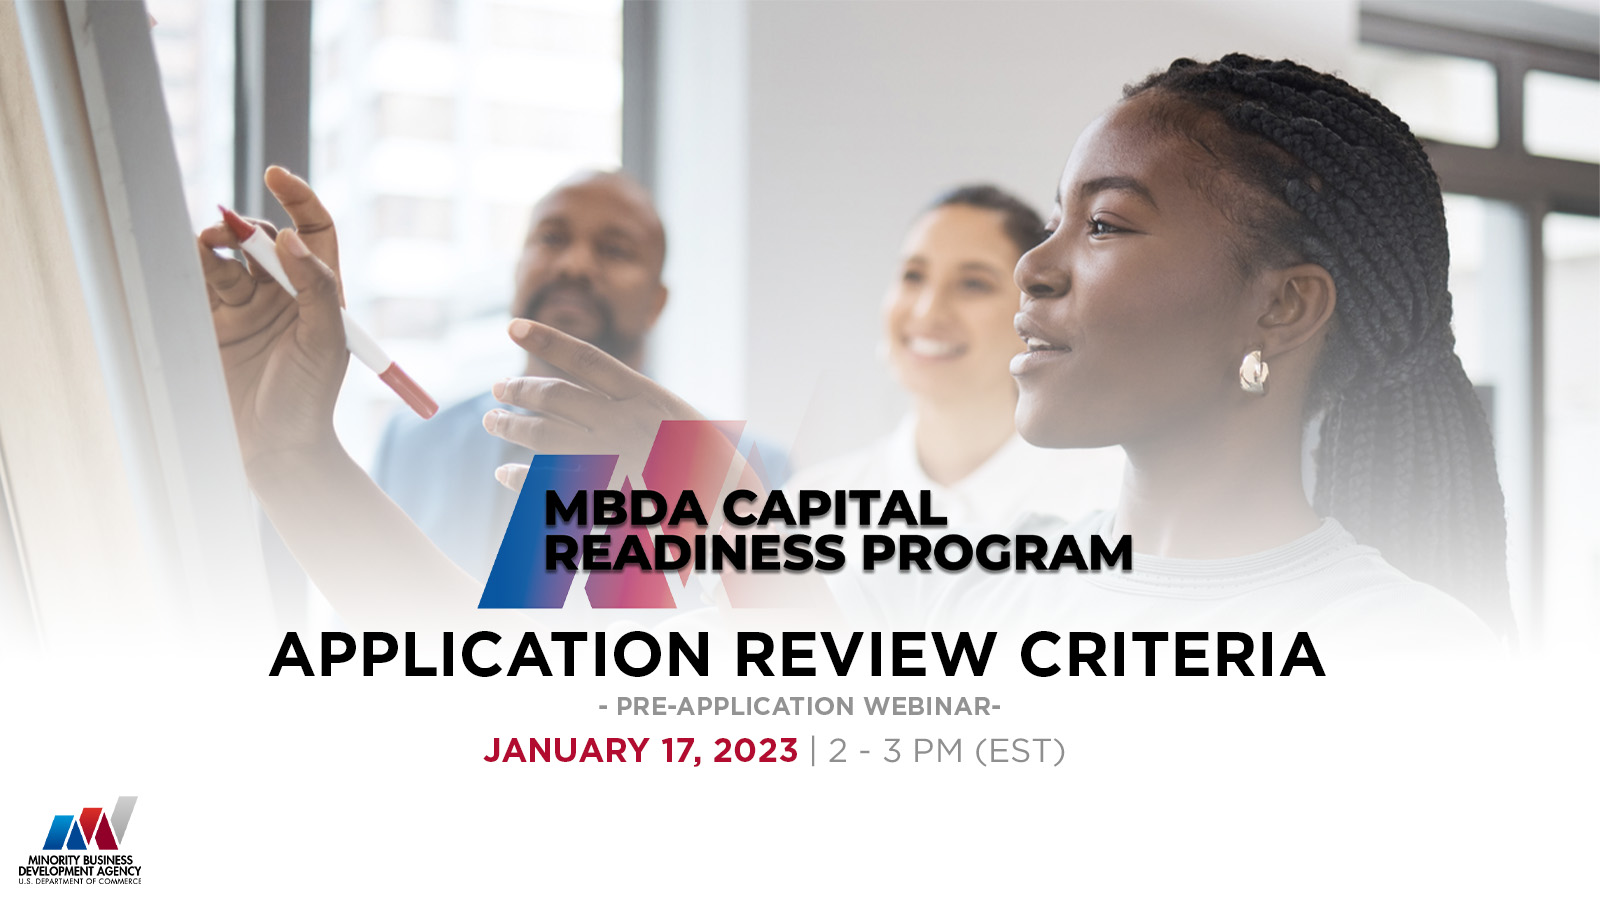 MBDA CAPITAL
READINESS PROGRAM
APPLICATION REVIEW CRITERIA
- PRE-APPLICATION WEBINAR-
JANUARY 17, 2023 | 2 - 3 PM (EST)
MINORITY BUSINESS
DEVELOPMENT AGENCY
U.S. DEPARTMENT OF COMMERCE